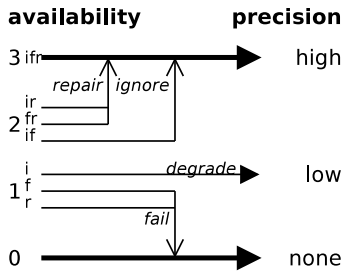 availability precision
3 ifr high
repair ignore
ir
2 fr
if
i degrade low
1 f
r
fail
0 none